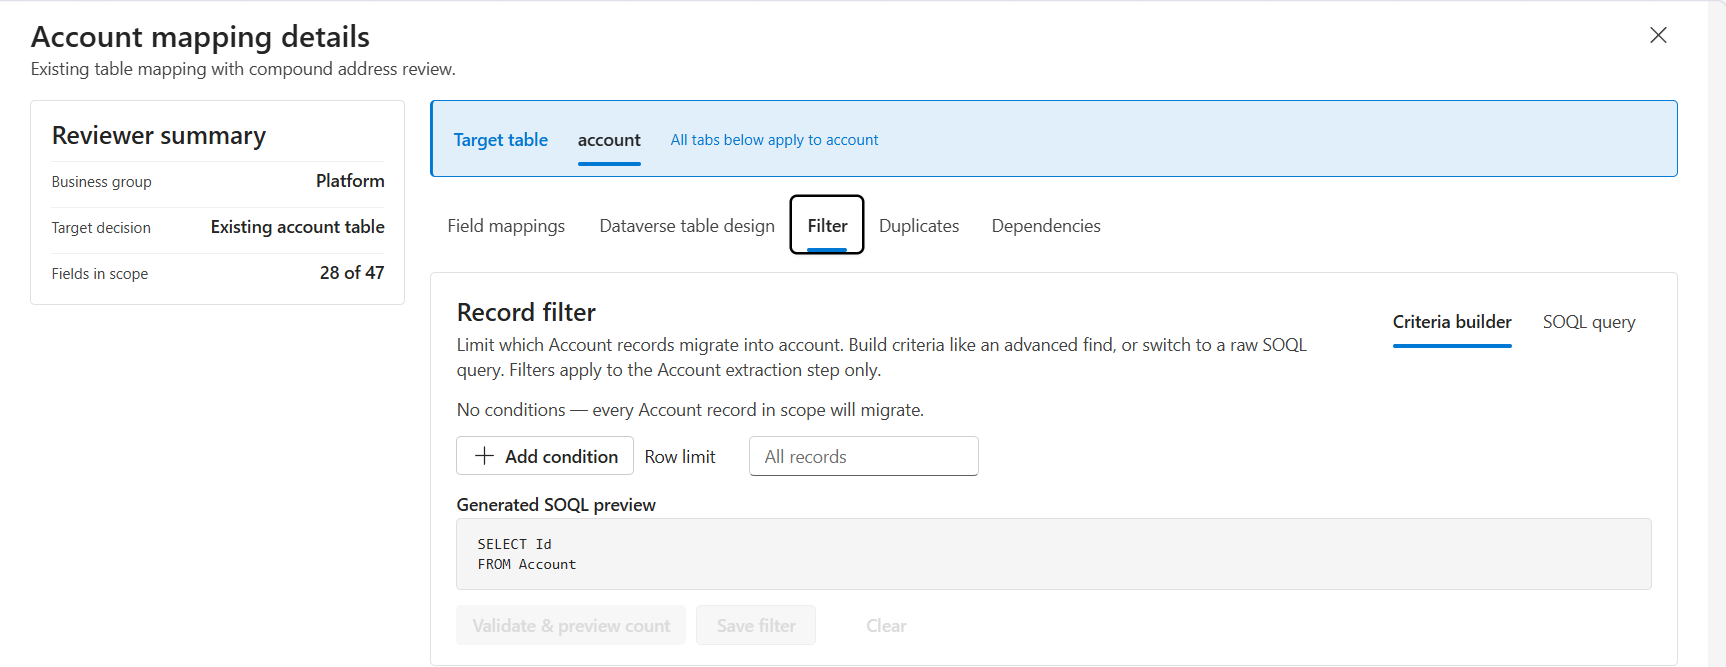 Account mapping details
Existing table mapping with compound address review.
Reviewer summary
Business group Platform
Target decision Existing account table
Fields in scope 28 of 47
Target table account All tabs below apply to account
Field mappings Dataverse table design Filter Duplicates Dependencies
Record filter
Criteria builder SOQL query
Limit which Account records migrate into account. Build criteria like an advanced find, or switch to a raw SOQL
query. Filters apply to the Account extraction step only.
No conditions — every Account record in scope will migrate.
Add condition Row limit All records
Generated SOQL preview
SELECT Id
FROM Account
Validate & preview count Save filter Clear